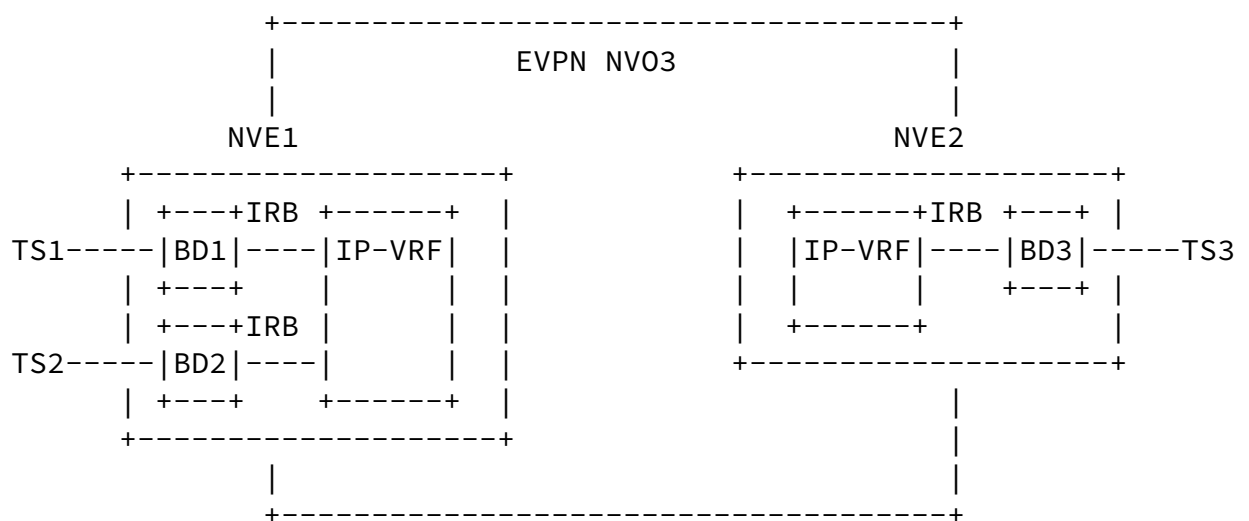 EVPN NVO3
NVE1 NVE2
IRB IRB
TS1 BD1 IP-VRF IP-VRF BD3 TS3
IRB
TS2 BD2